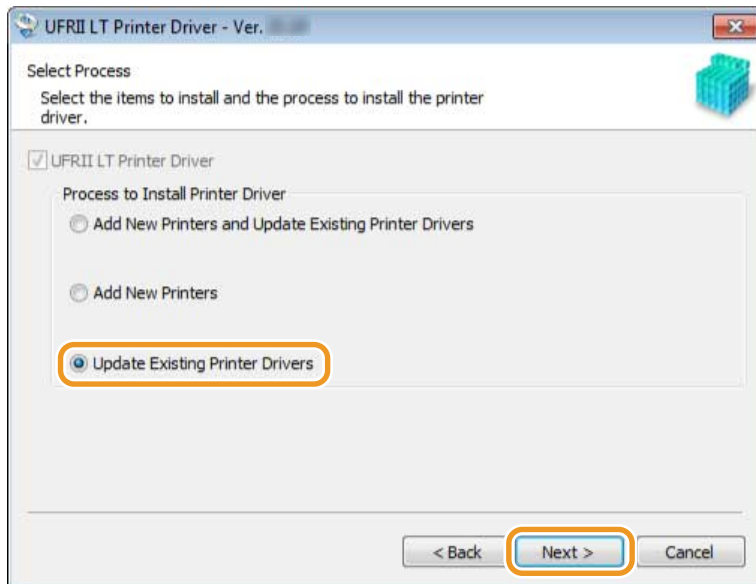 UFRII LT Printer Driver - Ver.
Select Process
Select the items to install and the process to install the printer
driver.
UFRII LT Printer Driver
Process to Install Printer Driver
Add New Printers and Update Existing Printer Drivers
Add New Printers
Update Existing Printer Drivers
< Back Next > Cancel